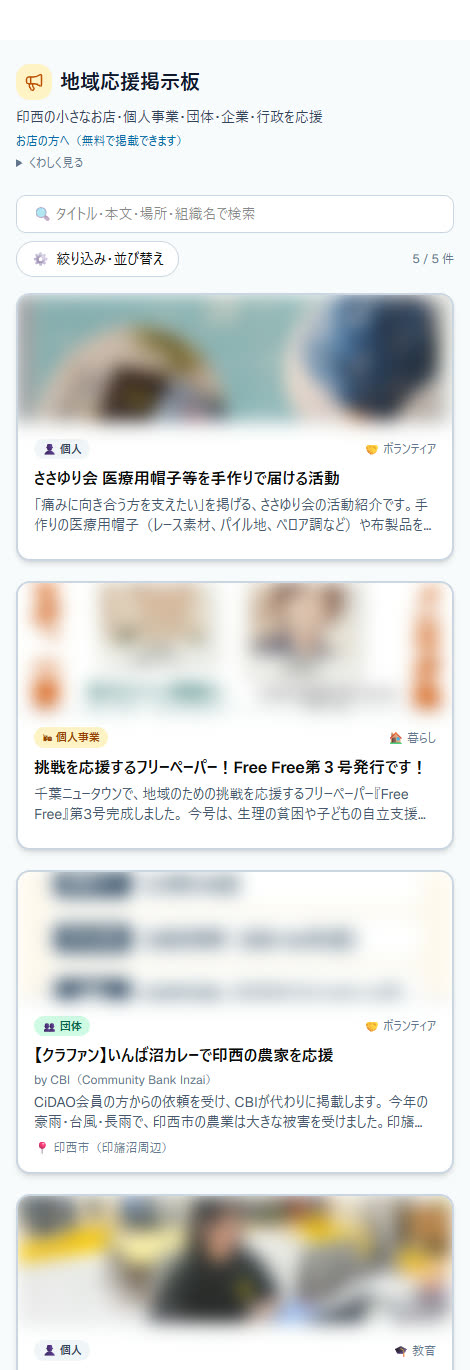 地域応援掲示板
印西の小さなお店・個人事業・団体・企業・行政を応援
お店の方へ（無料で掲載できます）
▶ くわしく見る
タイトル・本文・場所・組織名で検索
絞り込み・並び替え
5 / 5 件
個人
ボランティア
ささゆり会 医療用帽子等を手作りで届ける活動
「痛みに向き合う方を支えたい」を掲げる、ささゆり会の活動紹介です。手
作りの医療用帽子（レース素材、パイル地、ベロア調など）や布製品を...
個人事業
暮らし
挑戦を応援するフリーペーパー！Free Free第３号発行です！
千葉ニュータウンで、地域のための挑戦を応援するフリーペーパー『Free
Free』第3号完成しました。 今号は、生理の貧困や子どもの自立支援...
団体
ボランティア
【クラファン】いんば沼カレーで印西の農家を応援
by CBI（Community Bank Inzai）
CiDAO会員の方からの依頼を受け、CBIが代わりに掲載します。 今年の
豪雨・台風・長雨で、印西市の農業は大きな被害を受けました。印旛...
印西市（印旛沼周辺）
個人
教育